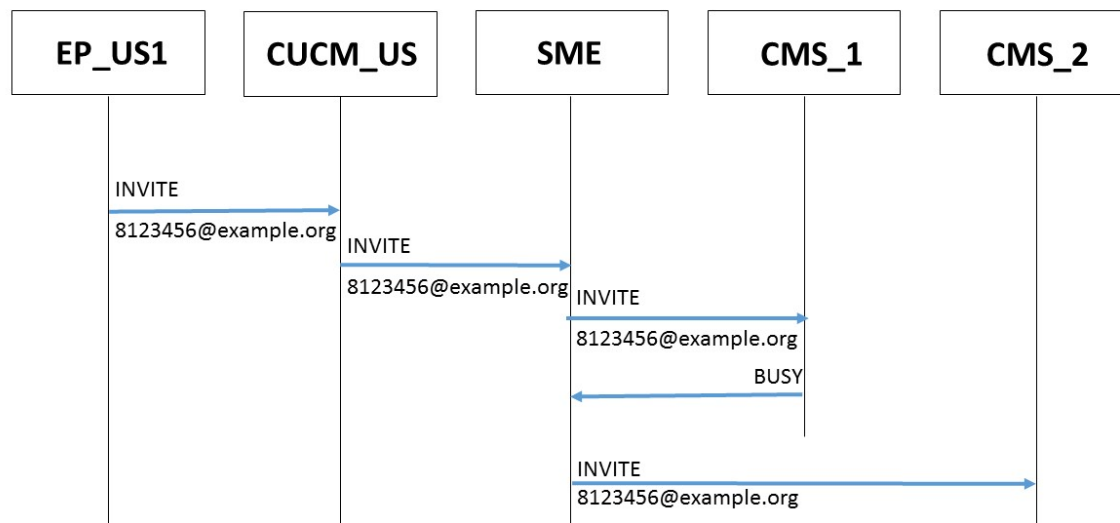 EP_US1
CUCM_US
SME
CMS_1
CMS_2
INVITE
8123456@example.org
INVITE
8123456@example.org
INVITE
8123456@example.org
BUSY
INVITE
8123456@example.org